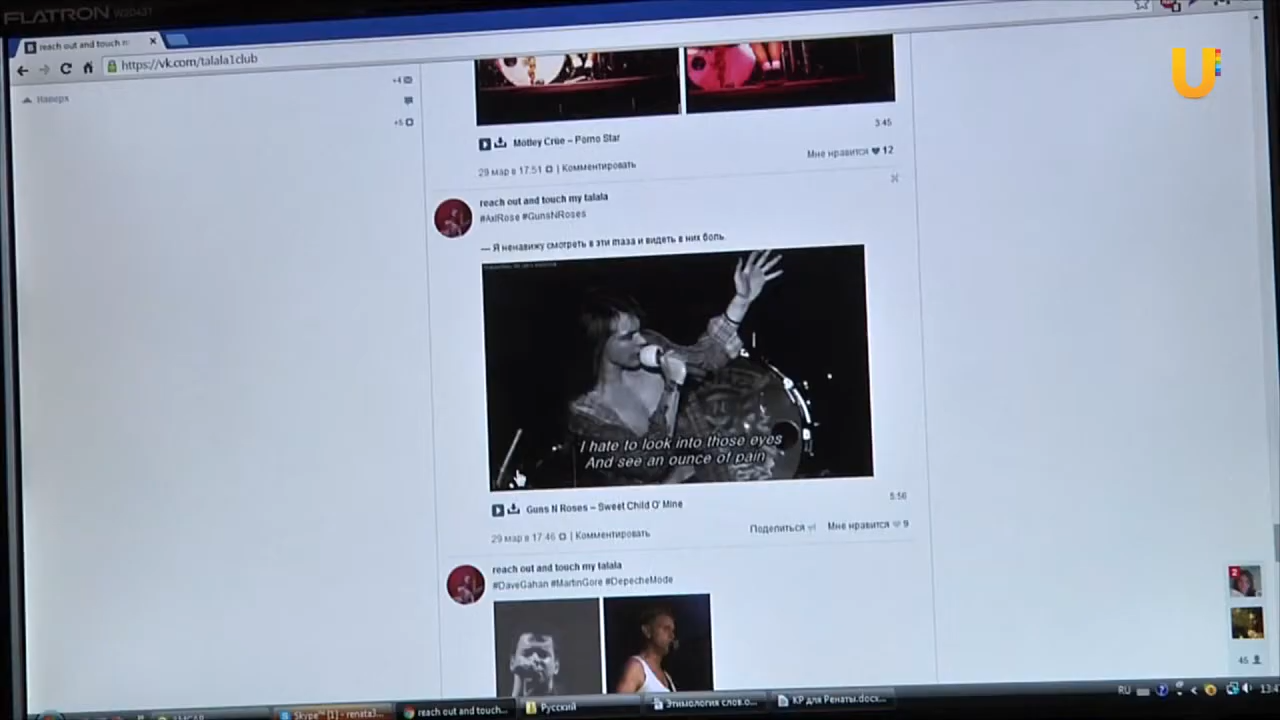 FLATRON W2043T
reach out and touch m
https://vk.com/talala1club
U
Наверх
+4
+5
Mötley Crüe – Porno Star
3:45
29 мар в 17:51 | Комментировать
Мне нравится 12
reach out and touch my talala
#AxlRose #GunsNRoses
— Я ненавижу смотреть в эти глаза и видеть в них боль.
I hate to look into those eyes
And see an ounce of pain
Guns N Roses – Sweet Child O' Mine
5:56
29 мар в 17:46 | Комментировать
Поделиться
Мне нравится 9
reach out and touch my talala
#DaveGahan #MartinGore #DepecheMode
2
45
Skype™ [1] - renata3...
reach out and touch...
Русский
Этимология слов.o...
КР для Ренаты.docx...
RU
13:4